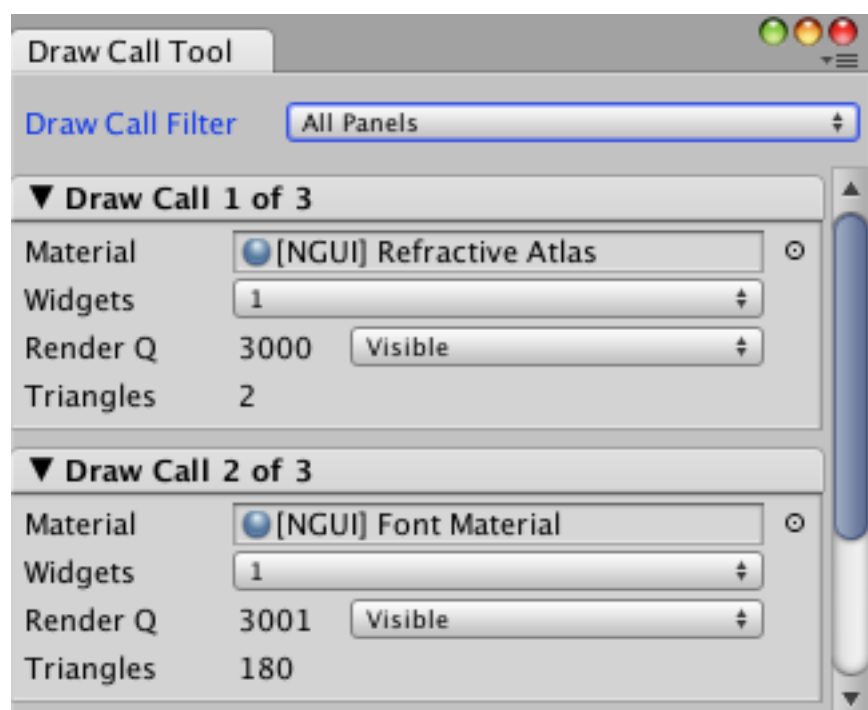 Draw Call Tool
Draw Call Filter All Panels
▼ Draw Call 1 of 3
Material [NGUI] Refractive Atlas
Widgets 1
Render Q 3000 Visible
Triangles 2
▼ Draw Call 2 of 3
Material [NGUI] Font Material
Widgets 1
Render Q 3001 Visible
Triangles 180